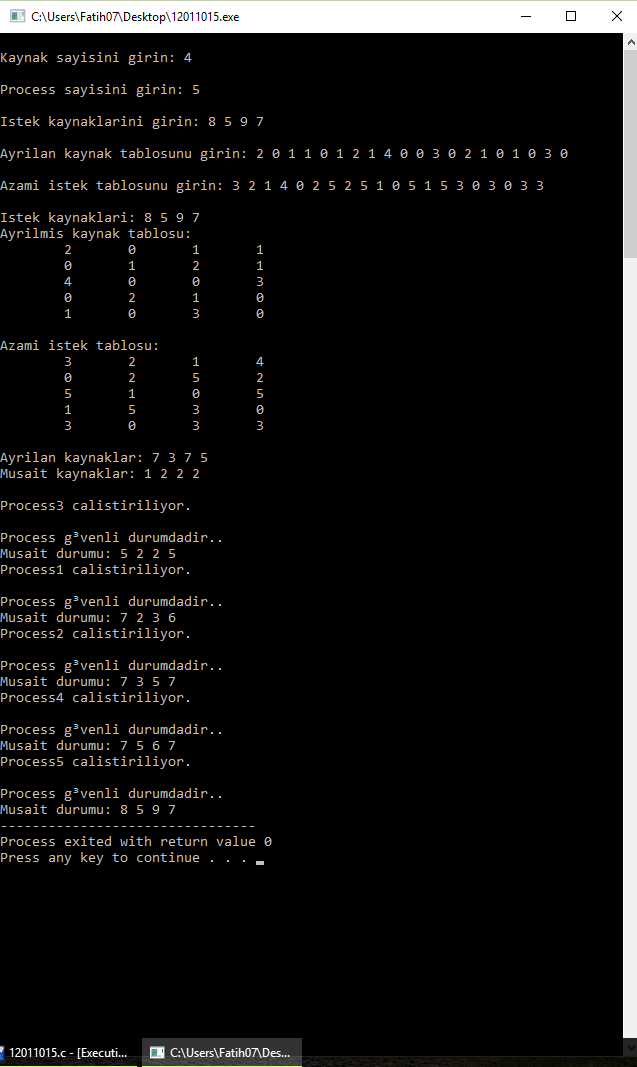 C:\Users\Fatih07\Desktop\12011015.exe
Kaynak sayisini girin: 4
Process sayisini girin: 5
Istek kaynaklarini girin: 8 5 9 7
Ayrilan kaynak tablosunu girin: 2 0 1 1 0 1 2 1 4 0 0 3 0 2 1 0 1 0 3 0
Azami istek tablosunu girin: 3 2 1 4 0 2 5 2 5 1 0 5 1 5 3 0 3 0 3 3
Istek kaynaklari: 8 5 9 7
Ayrilmis kaynak tablosu:
2 0 1 1
0 1 2 1
4 0 0 3
0 2 1 0
1 0 3 0
Azami istek tablosu:
3 2 1 4
0 2 5 2
5 1 0 5
1 5 3 0
3 0 3 3
Ayrilan kaynaklar: 7 3 7 5
Musait kaynaklar: 1 2 2 2
Process3 calistiriliyor.
Process g³venli durumdadir..
Musait durumu: 5 2 2 5
Process1 calistiriliyor.
Process g³venli durumdadir..
Musait durumu: 7 2 3 6
Process2 calistiriliyor.
Process g³venli durumdadir..
Musait durumu: 7 3 5 7
Process4 calistiriliyor.
Process g³venli durumdadir..
Musait durumu: 7 5 6 7
Process5 calistiriliyor.
Process g³venli durumdadir..
Musait durumu: 8 5 9 7
--------------------------------
Process exited with return value 0
Press any key to continue . . .
12011015.c - [Executi... C:\Users\Fatih07\Des...